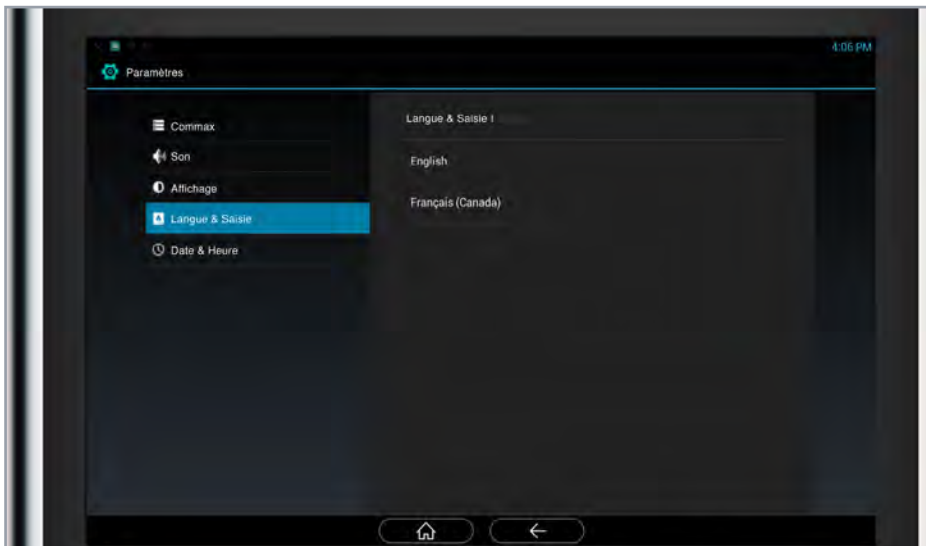 4:06 PM
Paramètres
Commax
Son
Affichage
Langue & Saisie
Date & Heure
Langue & Saisie I
English
Français (Canada)